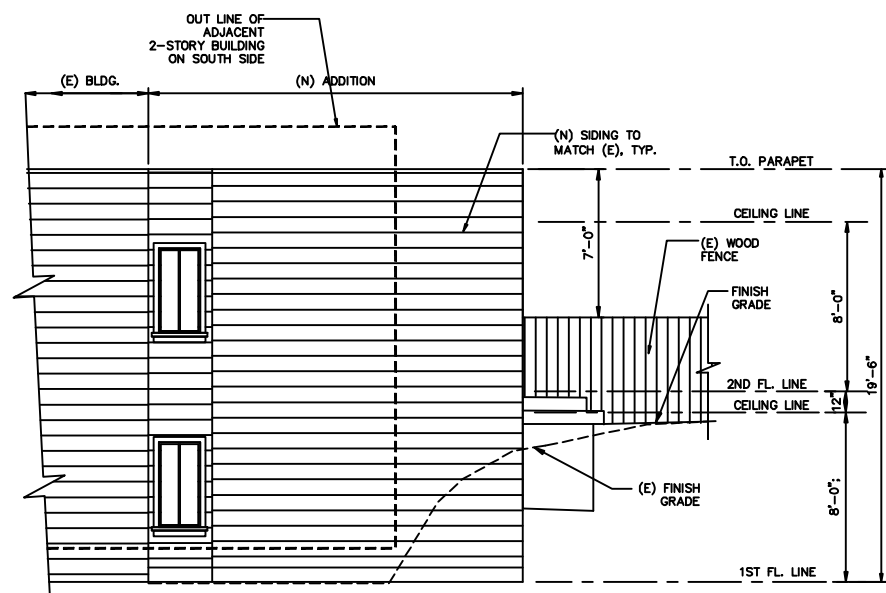 OUT LINE OF
ADJACENT
2-STORY BUILDING
ON SOUTH SIDE
(E) BLDG.
(N) ADDITION
(N) SIDING TO
MATCH (E), TYP.
T.O. PARAPET
CEILING LINE
7'-0"
(E) WOOD
FENCE
FINISH
GRADE
8'-0"
19'-6"
2ND FL. LINE
12"
CEILING LINE
(E) FINISH
GRADE
8'-0";
1ST FL. LINE